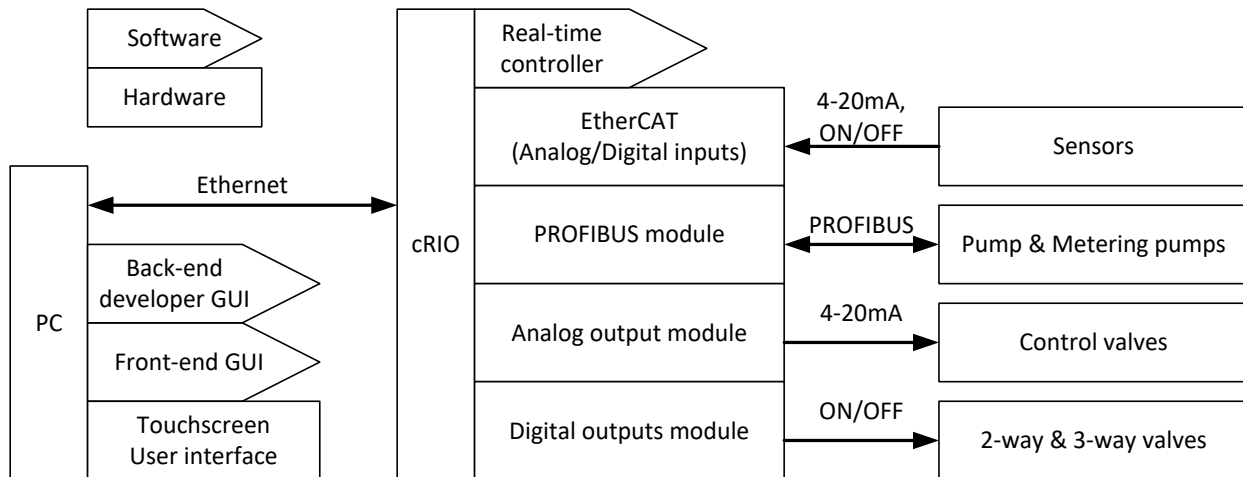 Software
Hardware
PC
Ethernet
Back-end
developer GUI
Front-end GUI
Touchscreen
User interface
cRIO
Real-time
controller
EtherCAT
(Analog/Digital inputs)
PROFIBUS module
Analog output module
Digital outputs module
4-20mA,
ON/OFF
PROFIBUS
4-20mA
ON/OFF
Sensors
Pump & Metering pumps
Control valves
2-way & 3-way valves